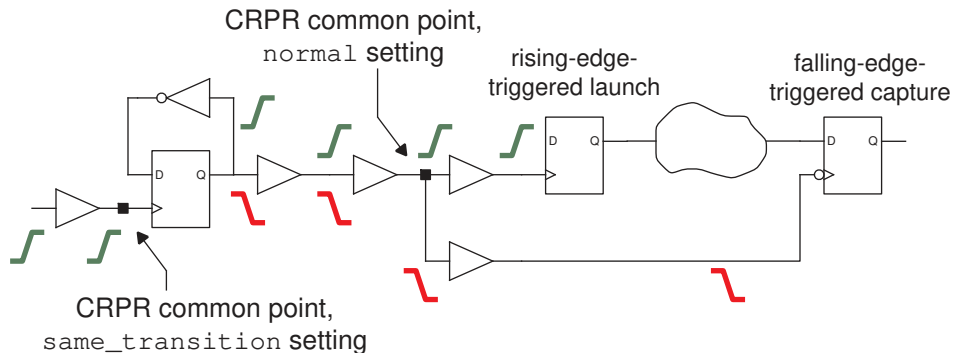 CRPR common point,
normal setting
rising-edge-
triggered launch
falling-edge-
triggered capture
D Q
D Q
D Q
CRPR common point,
same_transition setting